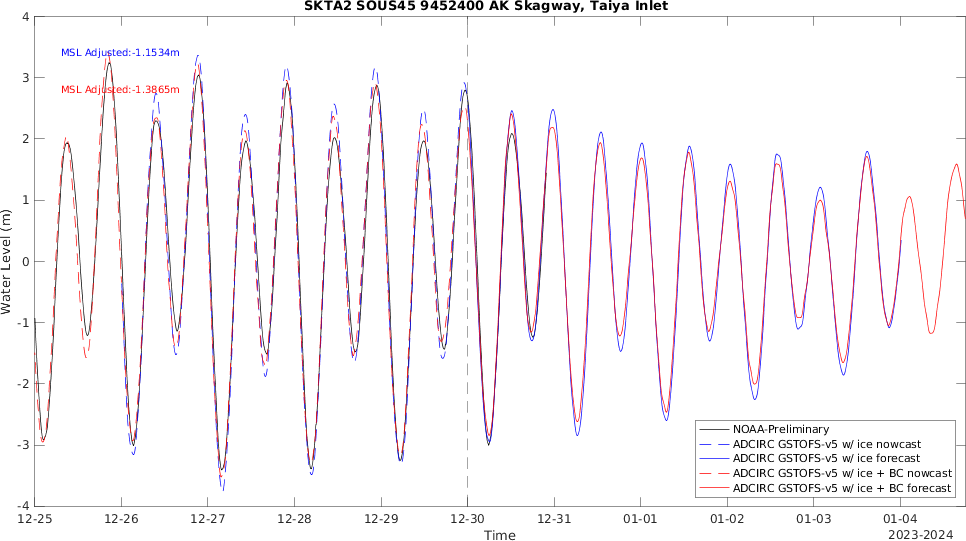 SKTA2 SOUS45 9452400 AK Skagway, Taiya Inlet
MSL Adjusted:-1.1534m
MSL Adjusted:-1.3865m
Water Level (m)
4
3
2
1
0
-1
-2
-3
-4
NOAA-Preliminary
ADCIRC GSTOFS-v5 w/ ice nowcast
ADCIRC GSTOFS-v5 w/ ice forecast
ADCIRC GSTOFS-v5 w/ ice + BC nowcast
ADCIRC GSTOFS-v5 w/ ice + BC forecast
12-25 12-26 12-27 12-28 12-29 12-30 12-31 01-01 01-02 01-03 01-04
Time
2023-2024